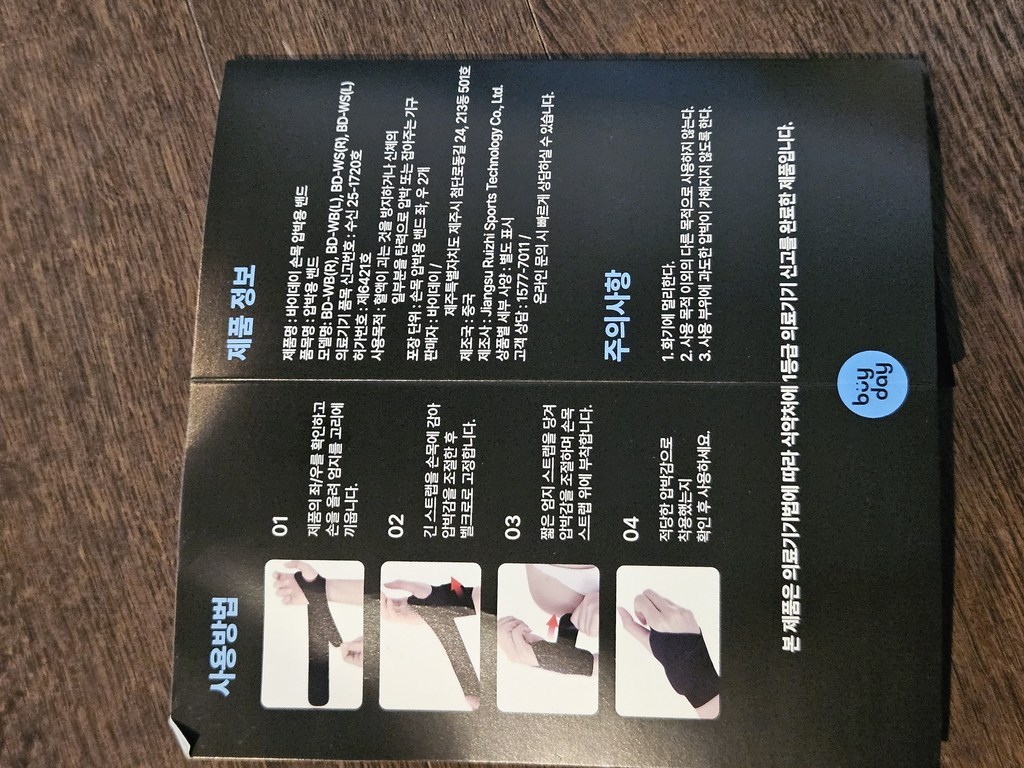 사용방법
01
제품의 좌/우를 확인하고
손을 올려 엄지를 고리에
끼웁니다.
02
긴 스트랩을 손목에 감아
압박감을 조절한 후
벨크로로 고정합니다.
03
짧은 엄지 스트랩을 당겨
압박감을 조절하며 손목
스트랩 위에 부착합니다.
04
적당한 압박감으로
착용했는지
확인 후 사용하세요.
제품 정보
제품명 : 바이데이 손목 압박용 밴드
품목명 : 압박용 밴드
모델명: BD-WB(R), BD-WB(L), BD-WS(R), BD-WS(L)
의료기기 품목 신고번호 : 수신 25-1720호
허가번호 : 제6421호
사용목적 : 혈액이 괴는 것을 방지하거나 신체의
일부분을 탄력으로 압박 또는 잡아주는 기구
포장 단위 : 손목 압박용 밴드 좌, 우 2개
판매자 : 바이데이 /
제주특별자치도 제주시 첨단로동길 24, 213동 501호
제조국 : 중국
제조사 : Jiangsu Ruizhi Sports Technology Co., Ltd.
상품별 세부 사양 : 별도 표시
고객 상담 : 1577-7011 /
온라인 문의 시 빠르게 상담하실 수 있습니다.
주의사항
1. 화기에 멀리한다.
2. 사용 목적 이외의 다른 목적으로 사용하지 않는다.
3. 사용 부위에 과도한 압박이 가해지지 않도록 한다.
본 제품은 의료기기법에 따라 식약처에 1등급 의료기기 신고를 완료한 제품입니다.
buy
day